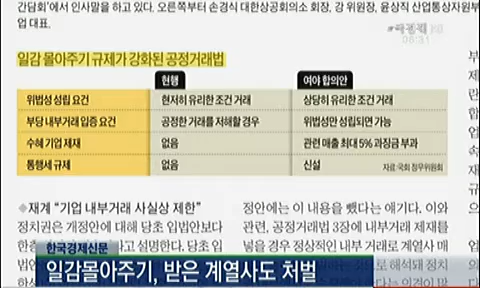 간담회'에서 인사말을 하고 있다. 오른쪽부터 손경식 대한상공회의소 회장, 강 위원장, 윤상직 산업통상자원부
업 대표.
06:31
일감 몰아주기 규제가 강화된 공정거래법
현행 여야 합의안
위법성 성립 요건 현저히 유리한 조건 거래 상당히 유리한 조건 거래
부당 내부거래 입증 요건 공정한 거래를 저해할 경우 위법성만 성립되면 가능
수혜 기업 제재 없음 관련 매출 최대 5% 과징금 부과
통행세 규제 없음 신설 자료:국회 정무위원회
◈재계 "기업 내부거래 사실상 제한"
정치권은 개정안에 대해 당초 입법안보다
한층 고 설명한다. 당초 입
정안에는 이 내용을 뺐다는 얘기다. 이와
관련, 공정거래법 3장에 내부거래 제재를
넣을 경우 정상적인 내부 거래로 계열사 매
로 해석돼 정치
한국경제신문
일감몰아주기, 받은 계열사도 처벌